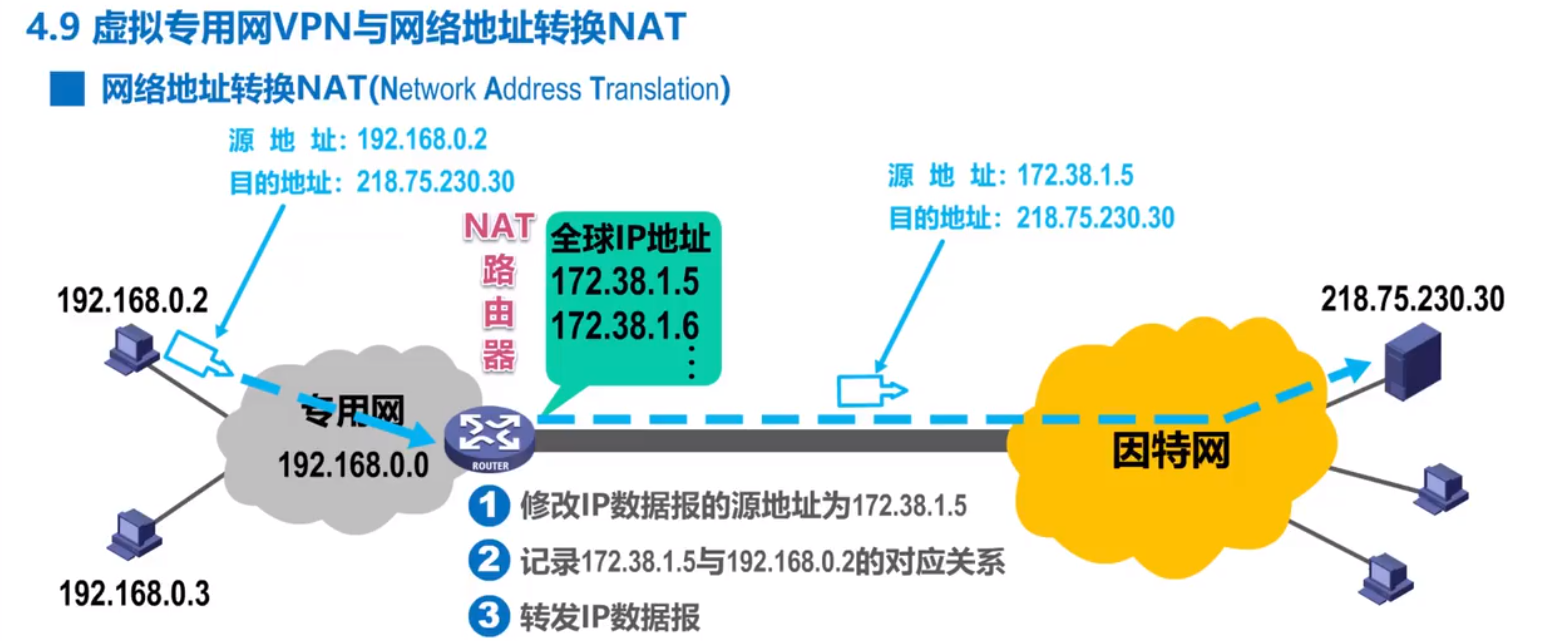 4.9 虚拟专用网VPN与网络地址转换NAT
网络地址转换NAT(Network Address Translation)
源 地 址：192.168.0.2
目的地址：218.75.230.30
源 地 址：172.38.1.5
目的地址：218.75.230.30
NAT
路
由
器
全球IP地址
172.38.1.5
172.38.1.6
⋮
192.168.0.2
218.75.230.30
专用网
192.168.0.0
ROUTER
因特网
192.168.0.3
1 修改IP数据报的源地址为172.38.1.5
2 记录172.38.1.5与192.168.0.2的对应关系
3 转发IP数据报